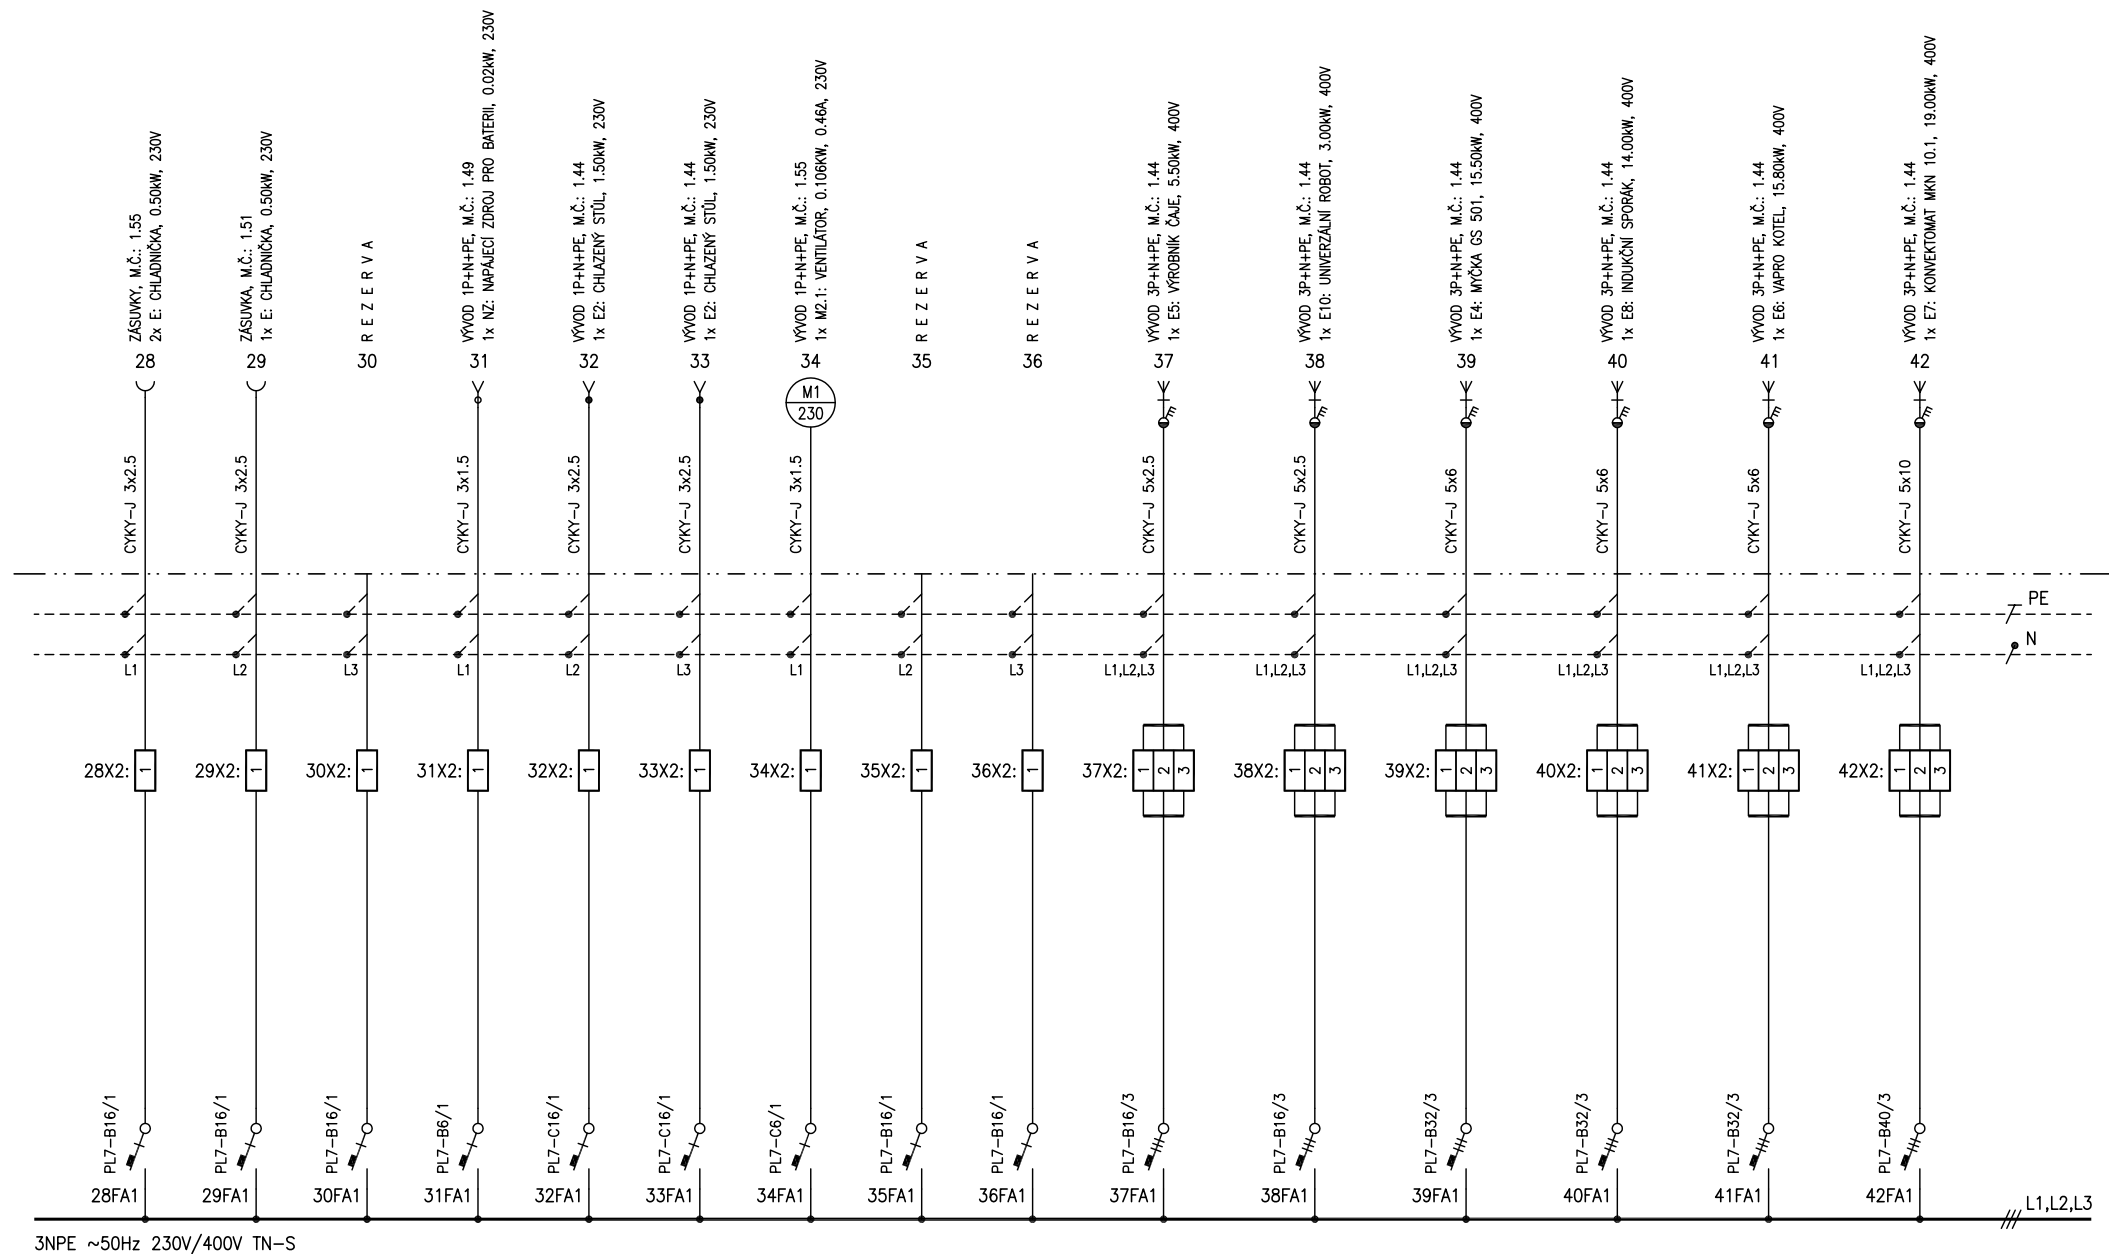 ZÁSUVKY, M.Č.: 1.55
2x E: CHLADNIČKA, 0.50kW, 230V
ZÁSUVKA, M.Č.: 1.51
1x E: CHLADNIČKA, 0.50kW, 230V
R E Z E R V A
VÝVOD 1P+N+PE, M.Č.: 1.49
1x NZ: NAPÁJECÍ ZDROJ PRO BATERII, 0.02kW, 230V
VÝVOD 1P+N+PE, M.Č.: 1.44
1x E2: CHLAZENÝ STŮL, 1.50kW, 230V
VÝVOD 1P+N+PE, M.Č.: 1.44
1x E2: CHLAZENÝ STŮL, 1.50kW, 230V
VÝVOD 1P+N+PE, M.Č.: 1.55
1x M2.1: VENTILÁTOR, 0.106KW, 0.46A, 230V
R E Z E R V A
R E Z E R V A
VÝVOD 3P+N+PE, M.Č.: 1.44
1x E5: VÝROBNÍK ČAJE, 5.50kW, 400V
VÝVOD 3P+N+PE, M.Č.: 1.44
1x E10: UNIVERZÁLNÍ ROBOT, 3.00kW, 400V
VÝVOD 3P+N+PE, M.Č.: 1.44
1x E4: MYČKA GS 501, 15.50kW, 400V
VÝVOD 3P+N+PE, M.Č.: 1.44
1x E8: INDUKČNÍ SPORÁK, 14.00kW, 400V
VÝVOD 3P+N+PE, M.Č.: 1.44
1x E6: VAPRO KOTEL, 15.80kW, 400V
VÝVOD 3P+N+PE, M.Č.: 1.44
1x E7: KONVEKTOMAT MKN 10.1, 19.00kW, 400V
28 29 30 31 32 33 34 35 36 37 38 39 40 41 42
M1
230
CYKY-J 3x2.5
CYKY-J 3x2.5
CYKY-J 3x1.5
CYKY-J 3x2.5
CYKY-J 3x2.5
CYKY-J 3x1.5
CYKY-J 5x2.5
CYKY-J 5x2.5
CYKY-J 5x6
CYKY-J 5x6
CYKY-J 5x6
CYKY-J 5x10
PE
N
L1 L2 L3 L1 L2 L3 L1 L2 L3 L1,L2,L3 L1,L2,L3 L1,L2,L3 L1,L2,L3 L1,L2,L3 L1,L2,L3
28X2: 1 29X2: 1 30X2: 1 31X2: 1 32X2: 1 33X2: 1 34X2: 1 35X2: 1 36X2: 1 37X2: 1 2 3 38X2: 1 2 3 39X2: 1 2 3 40X2: 1 2 3 41X2: 1 2 3 42X2: 1 2 3
PL7-B16/1
PL7-B16/1
PL7-B16/1
PL7-B6/1
PL7-C16/1
PL7-C16/1
PL7-C6/1
PL7-B16/1
PL7-B16/1
PL7-B16/3
PL7-B16/3
PL7-B32/3
PL7-B32/3
PL7-B32/3
PL7-B40/3
28FA1 29FA1 30FA1 31FA1 32FA1 33FA1 34FA1 35FA1 36FA1 37FA1 38FA1 39FA1 40FA1 41FA1 42FA1
L1,L2,L3
3NPE ~50Hz 230V/400V TN-S